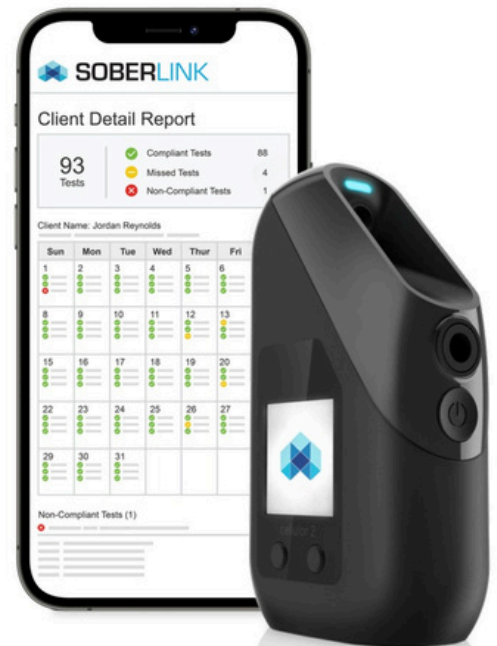 SOBERLINK
Client Detail Report
93
Tests
Compliant Tests 88
Missed Tests 4
Non-Compliant Tests 1
Client Name: Jordan Reynolds
Sun Mon Tue Wed Thur Fri
1 2 3 4 5 6
8 9 10 11 12 13
15 16 17 18 19 20
22 23 24 25 26 27
29 30 31
Non-Compliant Tests (1)
cellular 2